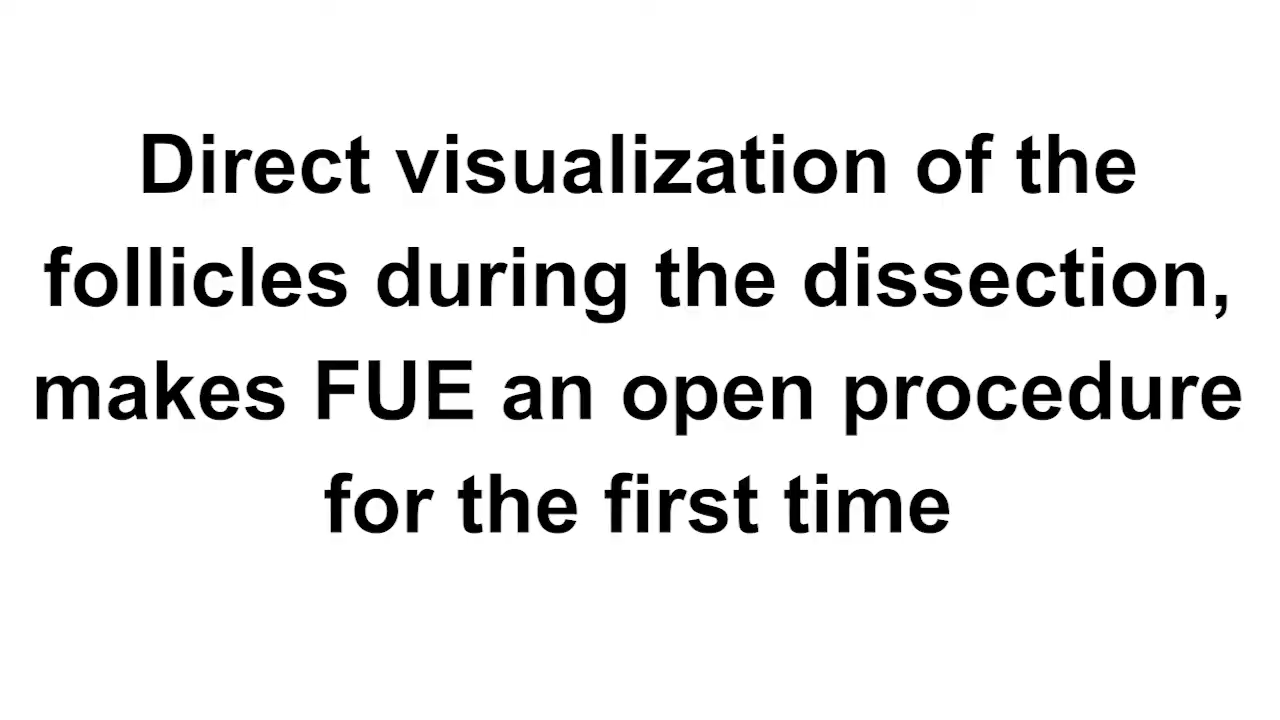 Direct visualization of the
follicles during the dissection,
makes FUE an open procedure
for the first time